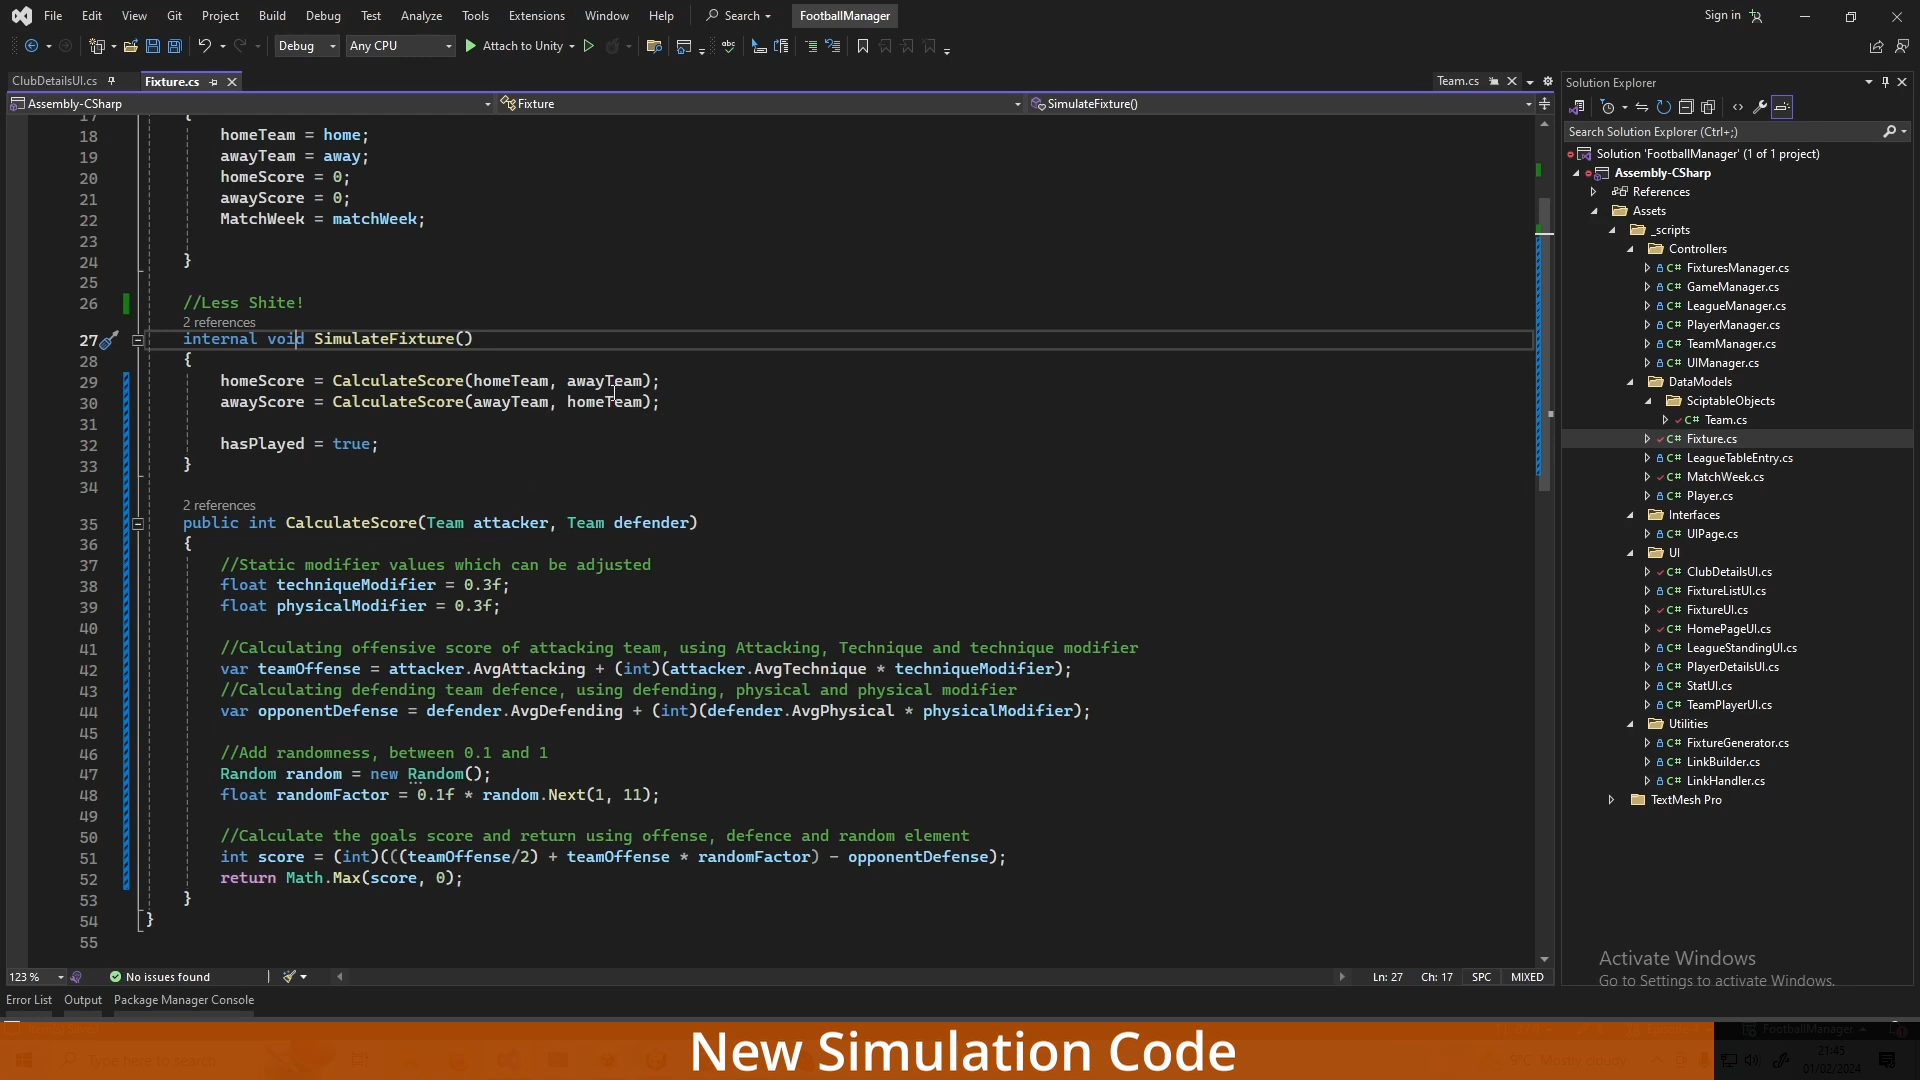 File Edit View Git Project Build Debug Test Analyze Tools Extensions Window Help Search FootballManager Sign in
Debug Any CPU Attach to Unity
ClubDetailsUI.cs Fixture.cs Team.cs
Assembly-CSharp Fixture SimulateFixture()
17 {
18 homeTeam = home;
19 awayTeam = away;
20 homeScore = 0;
21 awayScore = 0;
22 MatchWeek = matchWeek;
23
24 }
25
26 //Less Shite!
2 references
27 internal void SimulateFixture()
28 {
29 homeScore = CalculateScore(homeTeam, awayTeam);
30 awayScore = CalculateScore(awayTeam, homeTeam);
31
32 hasPlayed = true;
33 }
34
2 references
35 public int CalculateScore(Team attacker, Team defender)
36 {
37 //Static modifier values which can be adjusted
38 float techniqueModifier = 0.3f;
39 float physicalModifier = 0.3f;
40
41 //Calculating offensive score of attacking team, using Attacking, Technique and technique modifier
42 var teamOffense = attacker.AvgAttacking + (int)(attacker.AvgTechnique * techniqueModifier);
43 //Calculating defending team defence, using defending, physical and physical modifier
44 var opponentDefense = defender.AvgDefending + (int)(defender.AvgPhysical * physicalModifier);
45
46 //Add randomness, between 0.1 and 1
47 Random random = new Random();
48 float randomFactor = 0.1f * random.Next(1, 11);
49
50 //Calculate the goals score and return using offense, defence and random element
51 int score = (int)(((teamOffense/2) + teamOffense * randomFactor) - opponentDefense);
52 return Math.Max(score, 0);
53 }
54 }
55
123 % No issues found Ln: 27 Ch: 17 SPC MIXED
Error List Output Package Manager Console
Solution Explorer
Search Solution Explorer (Ctrl+;)
Solution 'FootballManager' (1 of 1 project)
Assembly-CSharp
References
Assets
_scripts
Controllers
C# FixturesManager.cs
C# GameManager.cs
C# LeagueManager.cs
C# PlayerManager.cs
C# TeamManager.cs
C# UIManager.cs
DataModels
SciptableObjects
C# Team.cs
C# Fixture.cs
C# LeagueTableEntry.cs
C# MatchWeek.cs
C# Player.cs
Interfaces
C# UIPage.cs
UI
C# ClubDetailsUI.cs
C# FixtureListUI.cs
C# FixtureUI.cs
C# HomePageUI.cs
C# LeagueStandingUI.cs
C# PlayerDetailsUI.cs
C# StatUI.cs
C# TeamPlayerUI.cs
Utilities
C# FixtureGenerator.cs
C# LinkBuilder.cs
C# LinkHandler.cs
TextMesh Pro
Activate Windows
Go to Settings to activate Windows.
FootballManager
New Simulation Code
Type here to search
9°C Mostly cloudy
21:45
01/02/2024